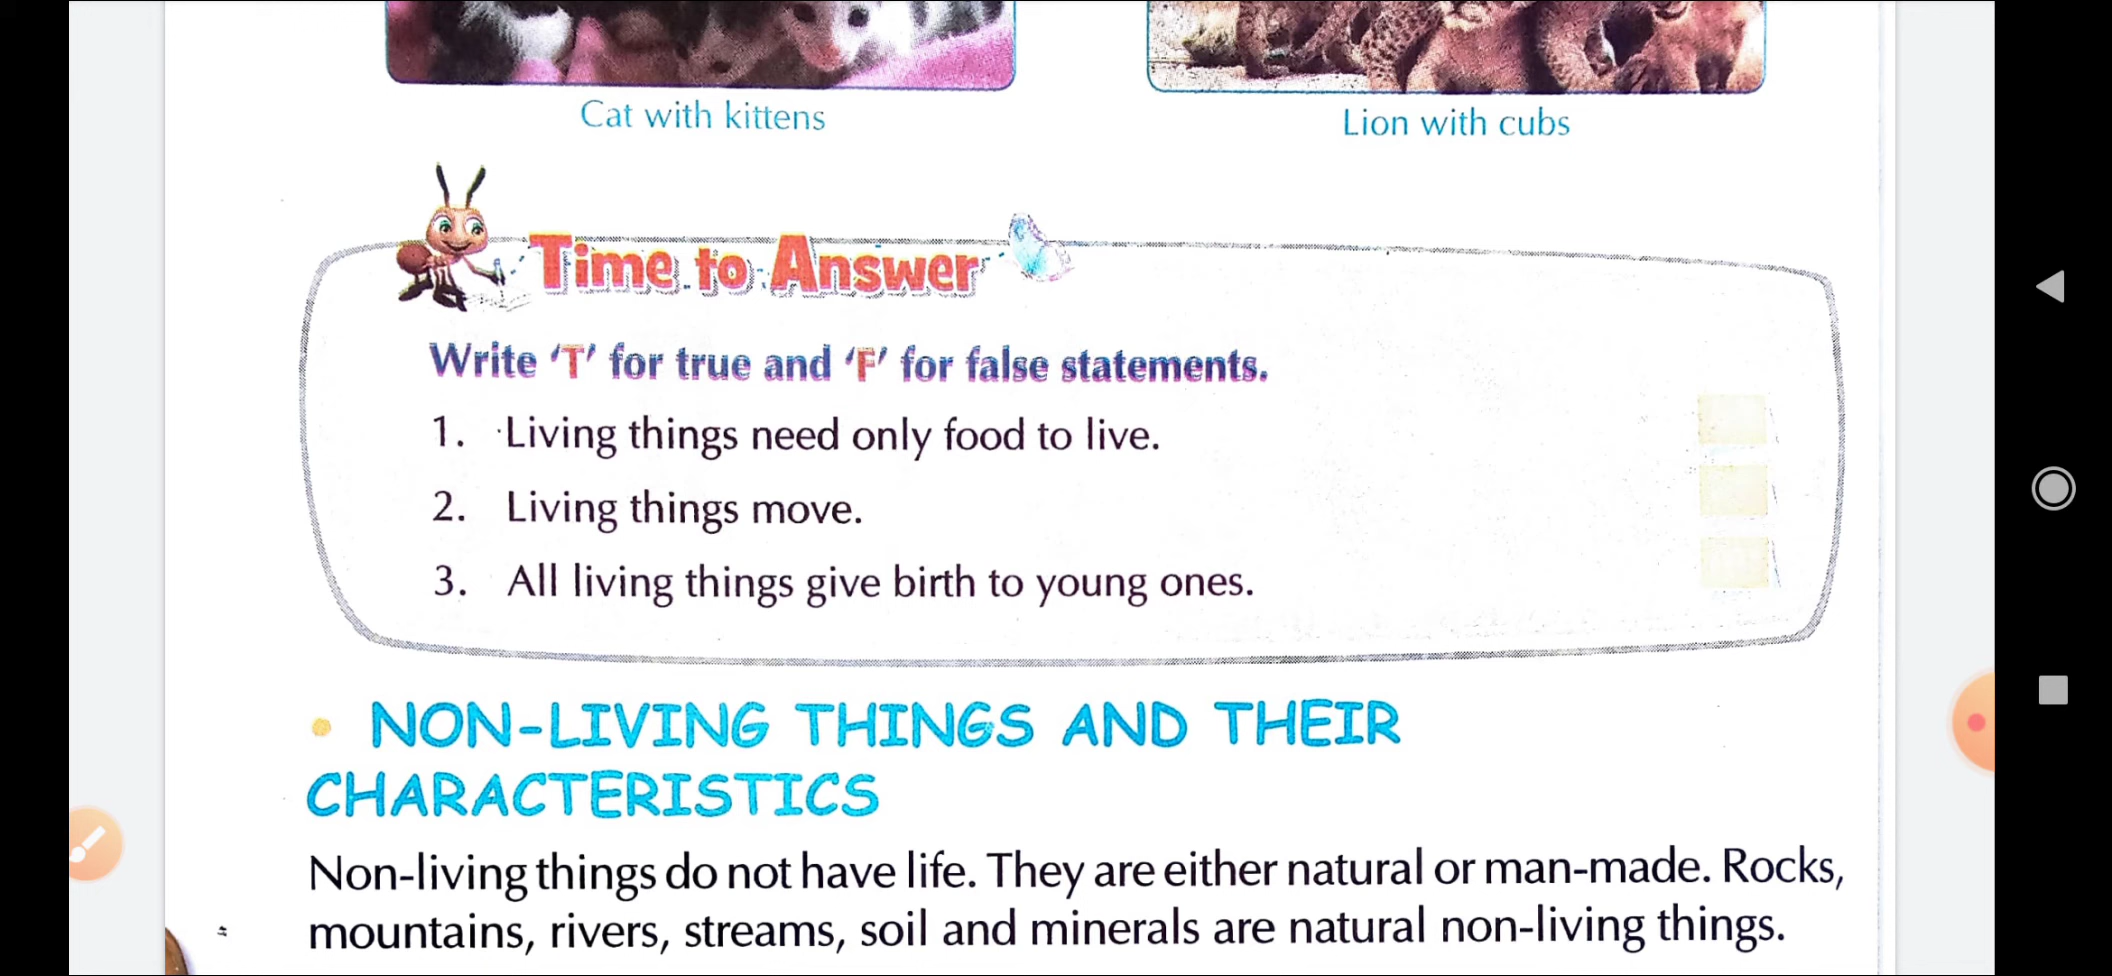 Cat with kittens
Lion with cubs
Time to Answer
Write ‘T’ for true and ‘F’ for false statements.
1. Living things need only food to live.
2. Living things move.
3. All living things give birth to young ones.
• NON-LIVING THINGS AND THEIR
CHARACTERISTICS
Non-living things do not have life. They are either natural or man-made. Rocks,
mountains, rivers, streams, soil and minerals are natural non-living things.